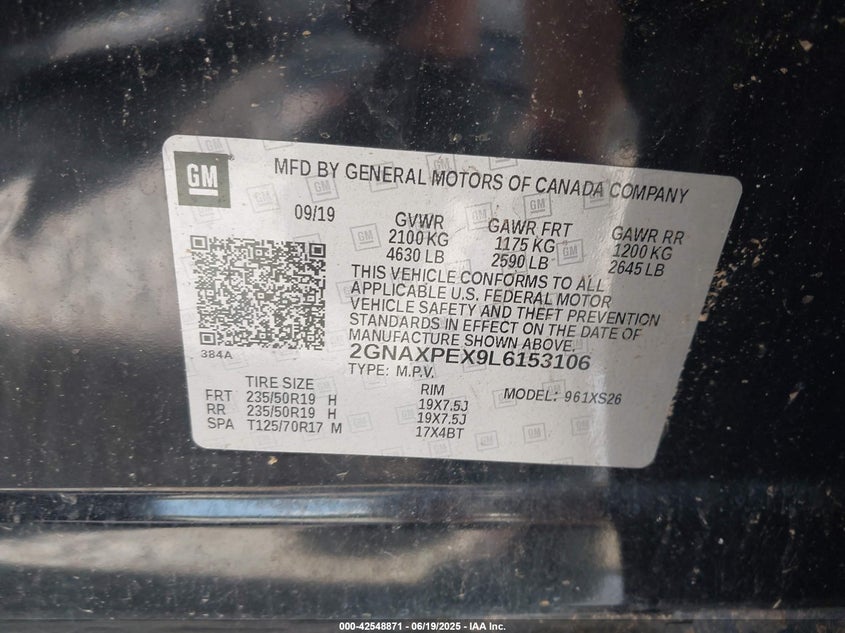 GM
MFD BY GENERAL MOTORS OF CANADA COMPANY
09/19
GVWR GAWR FRT GAWR RR
2100 KG 1175 KG 1200 KG
4630 LB 2590 LB 2645 LB
THIS VEHICLE CONFORMS TO ALL
APPLICABLE U.S. FEDERAL MOTOR
VEHICLE SAFETY AND THEFT PREVENTION
STANDARDS IN EFFECT ON THE DATE OF
MANUFACTURE SHOWN ABOVE.
384A
2GNAXPEX9L6153106
TYPE: M.P.V.
TIRE SIZE RIM MODEL: 961XS26
FRT 235/50R19 H 19X7.5J
RR 235/50R19 H 19X7.5J
SPA T125/70R17 M 17X4BT
000-42548871 - 06/19/2025 - IAA Inc.